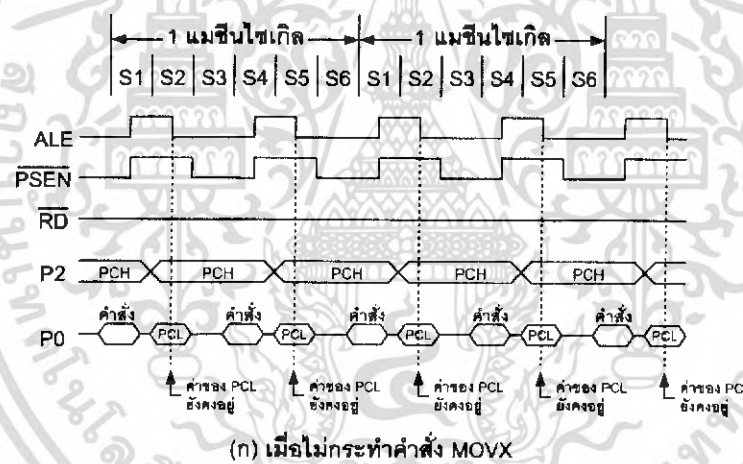 1 แมชีนไซเกิล 1 แมชีนไซเกิล
S1 S2 S3 S4 S5 S6 S1 S2 S3 S4 S5 S6
ALE
PSEN
RD
P2 PCH PCH PCH PCH PCH
คำสั่ง คำสั่ง คำสั่ง คำสั่ง คำสั่ง
P0 PCL PCL PCL PCL PCL
ค่าของ PCL ค่าของ PCL ค่าของ PCL ค่าของ PCL ค่าของ PC
ยังคงอยู่ ยังคงอยู่ ยังคงอยู่ ยังคงอยู่ ยังคงอยู่
(ก) เมื่อไม่กระทำคำสั่ง MOVX